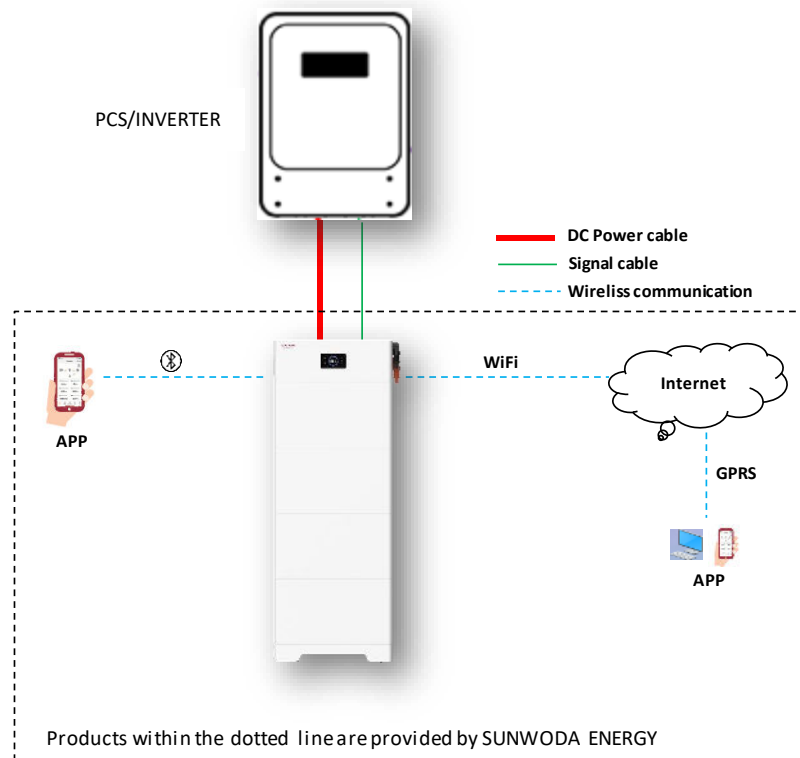 PCS/INVERTER
DC Power cable
Signal cable
Wireliss communication
WiFi
Internet
APP
GPRS
APP
Products within the dotted line are provided by SUNWODA ENERGY